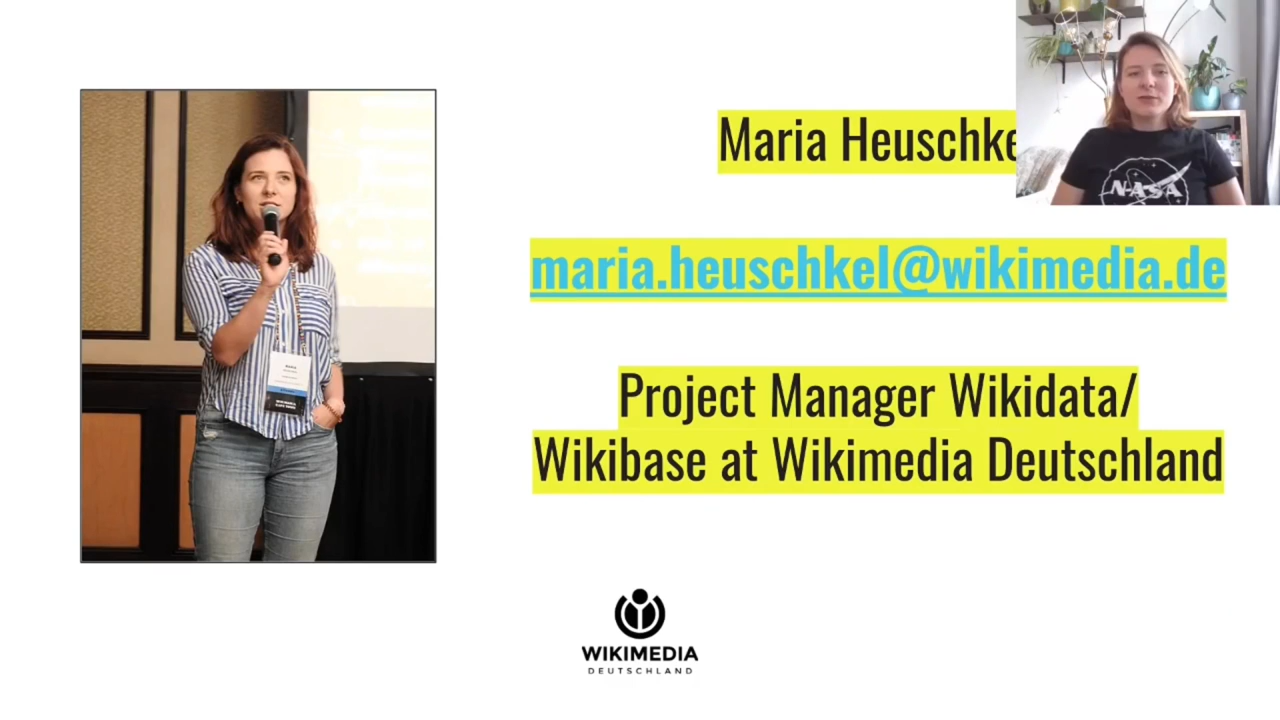 Maria Heuschke
NASA
maria.heuschkel@wikimedia.de
Project Manager Wikidata/
Wikibase at Wikimedia Deutschland
WIKIMEDIA
DEUTSCHLAND